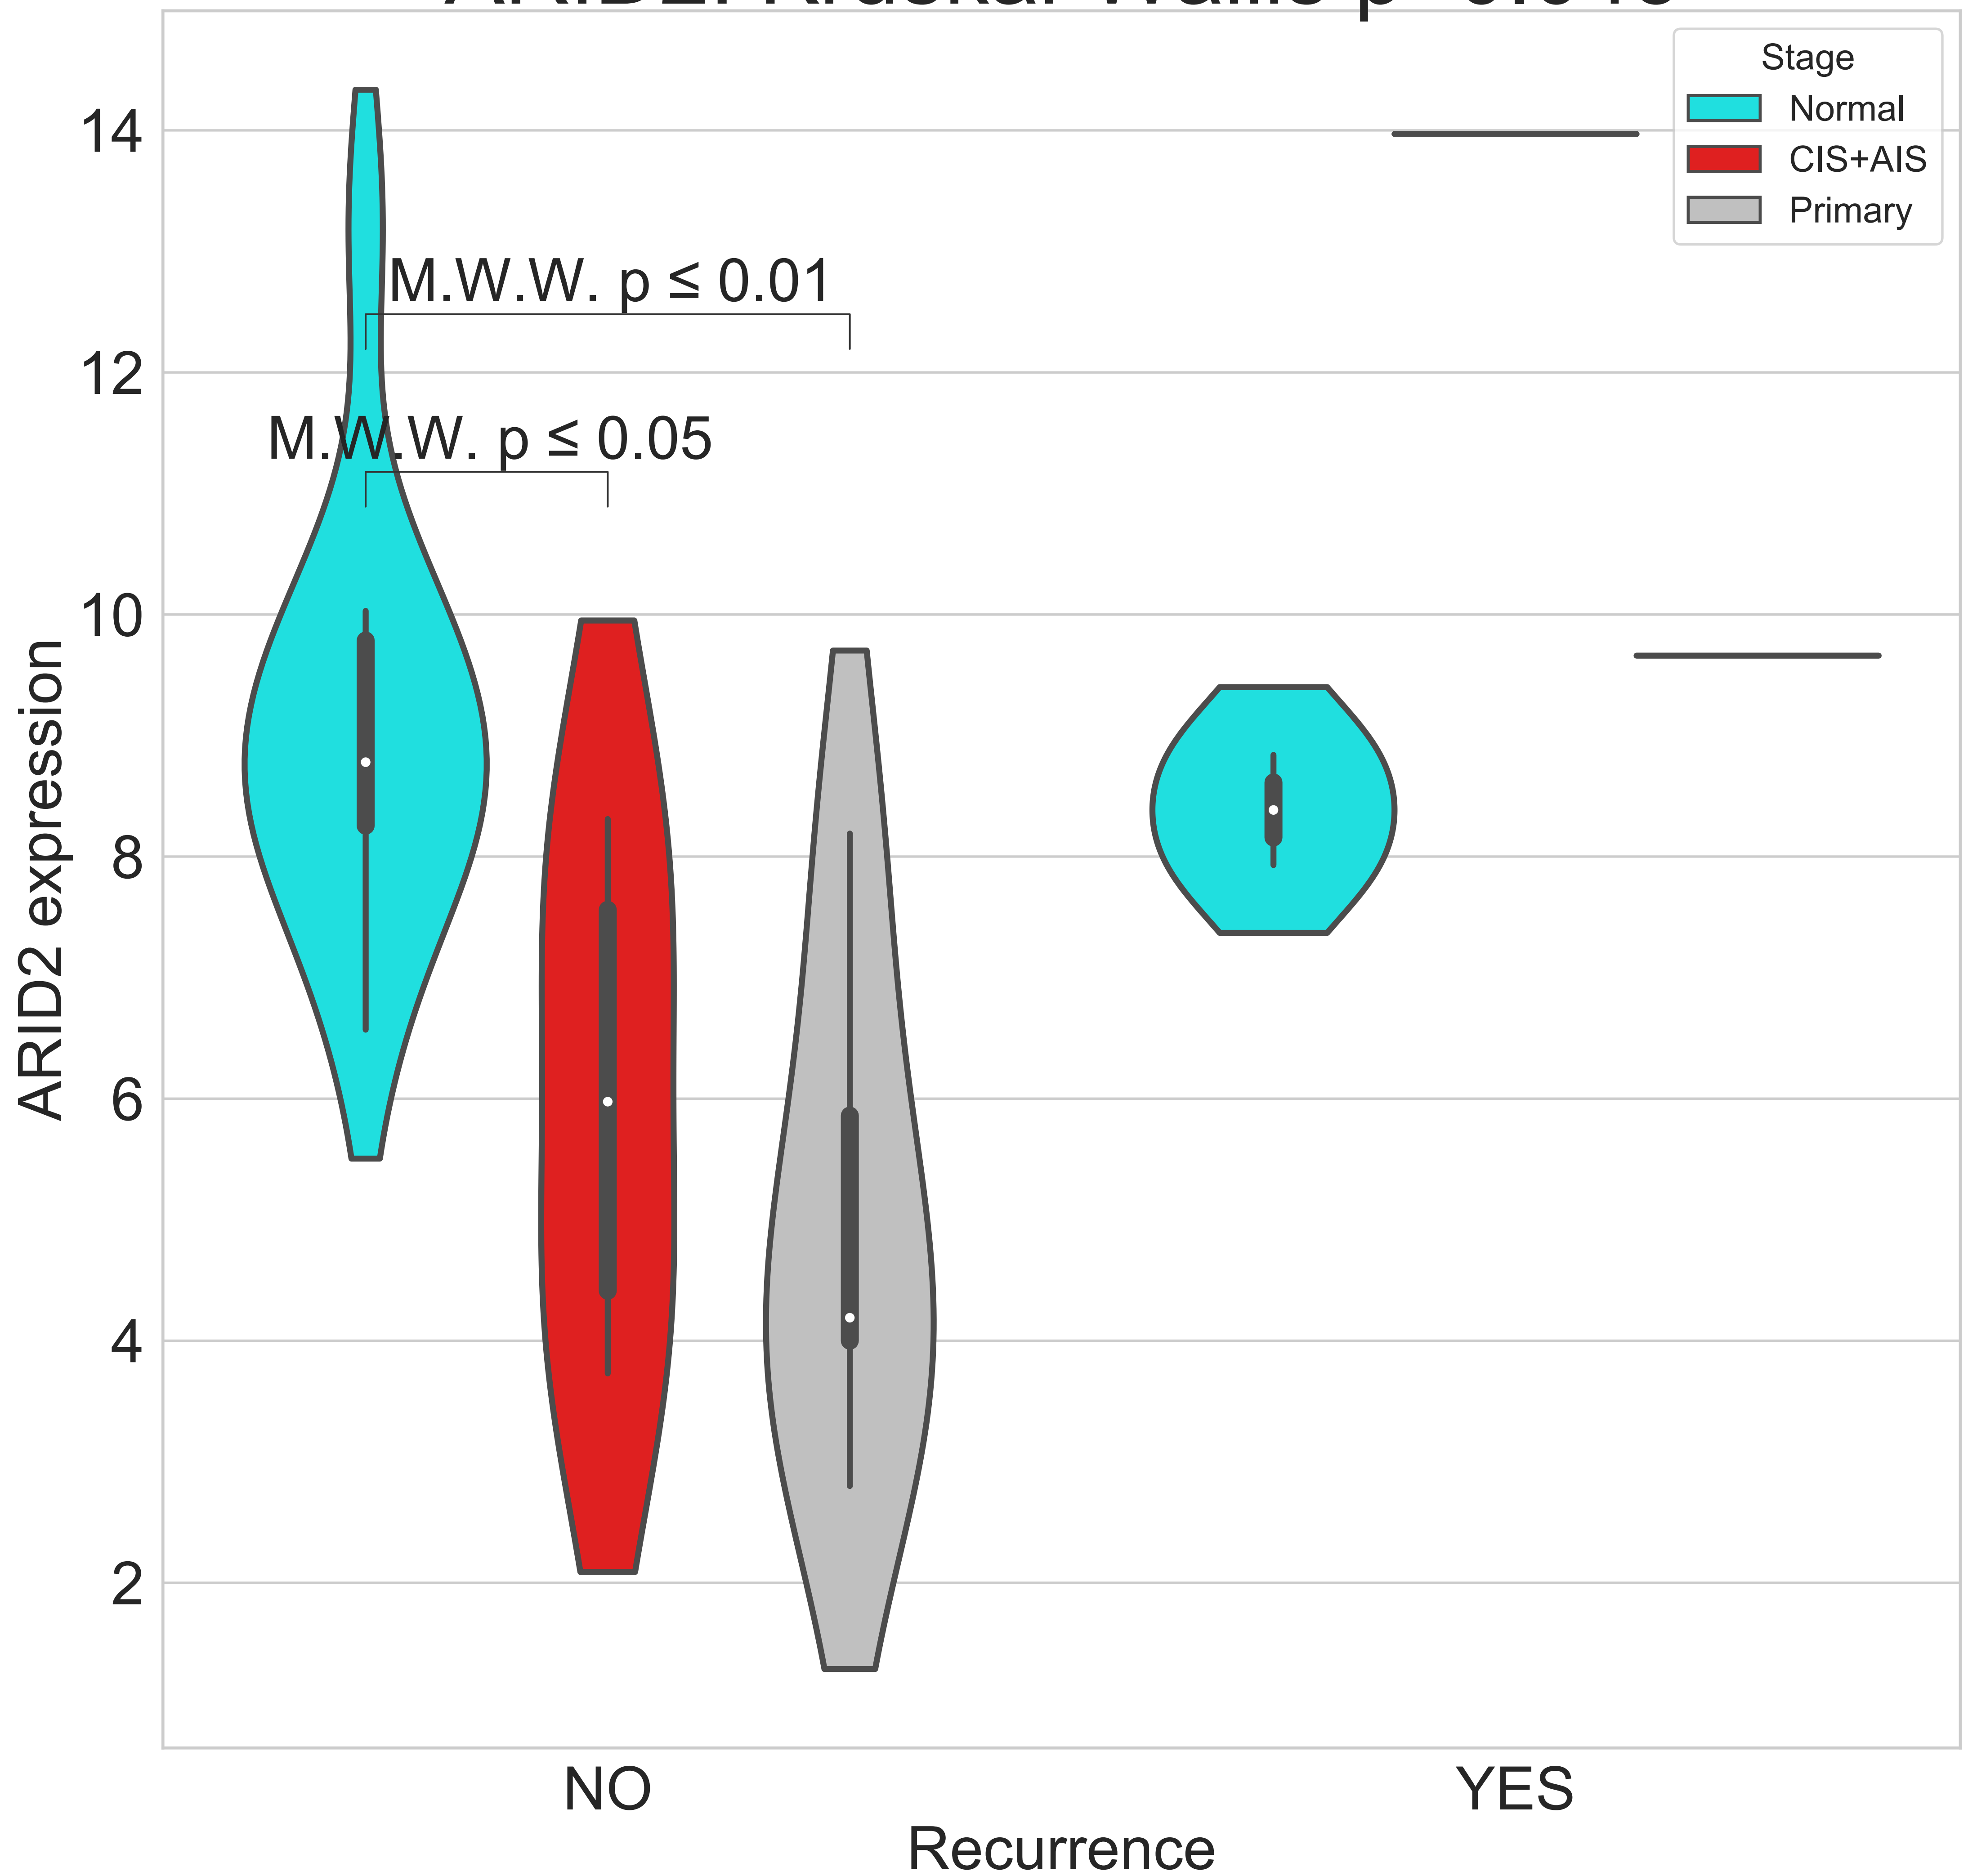 Stage
Normal
CIS+AIS
Primary
14
12
10
8
6
4
2
M.W.W. p ≤ 0.01
M.W.W. p ≤ 0.05
ARID2 expression
NO
YES
Recurrence